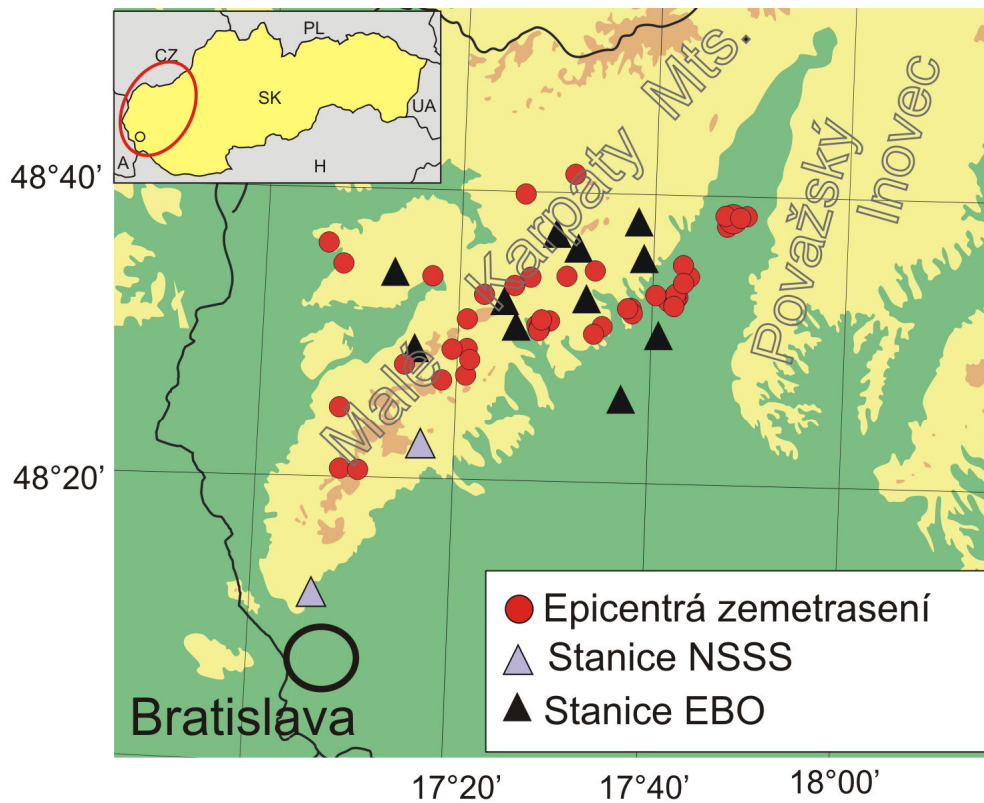 PL
CZ
SK
UA
A
H
Malé Karpaty Mts.
Považský
Inovec
48°40’
48°20’
Bratislava
Epicentrá zemetrasení
Stanice NSSS
Stanice EBO
17°20’
17°40’
18°00’